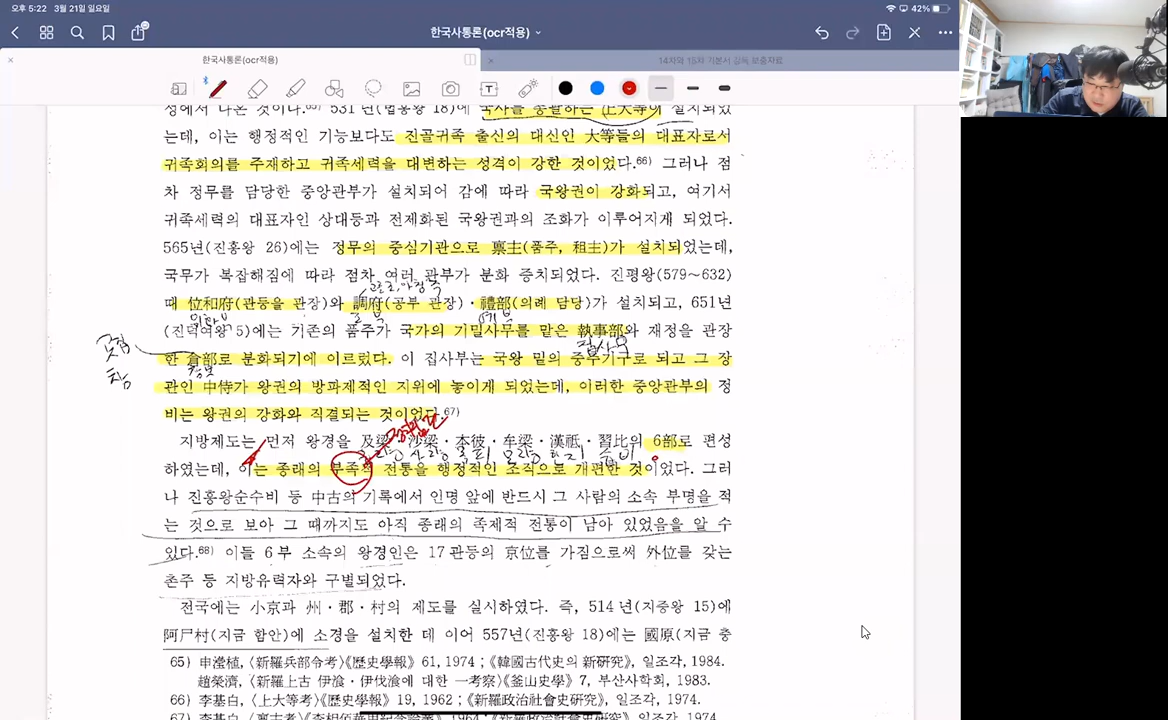 오후 5:22 3월 21일 일요일
42%
한국사통론(ocr적용)
한국사통론(ocr적용)
14차와 15차 기본서 강독 보충자료
성에서 나온 것이다.65) 531년(법흥왕 18)에 국사를 총괄하는 上大等이 설치되었
는데, 이는 행정적인 기능보다도 진골귀족 출신의 대신인 大等들의 대표자로서
귀족회의를 주재하고 귀족세력을 대변하는 성격이 강한 것이었다.66) 그러나 점
차 정무를 담당한 중앙관부가 설치되어 감에 따라 국왕권이 강화되고, 여기서
귀족세력의 대표자인 상대등과 전제화된 국왕권과의 조화가 이루어지게 되었다.
565년(진흥왕 26)에는 정무의 중심기관으로 禀主(품주, 租主)가 설치되었는데,
국무가 복잡해짐에 따라 점차 여러 관부가 분화 증치되었다. 진평왕(579～632)
때 位和府(관등을 관장)와 調府(공부 관장)·禮部(의례 담당)가 설치되고, 651년
위화부 예부
(진덕여왕 5)에는 기존의 품주가 국가의 기밀사무를 맡은 執事部와 재정을 관장
집사부
한 倉部로 분화되기에 이르렀다. 이 집사부는 국왕 밑의 중추기구로 되고 그 장
창부
관인 中侍가 왕권의 방파제적인 지위에 놓이게 되었는데, 이러한 중앙관부의 정
비는 왕권의 강화와 직결되는 것이었다.67)
지방제도는 먼저 왕경을 及梁·沙梁·本彼·牟梁·漢祇·習比의 6部로 편성
하였는데, 이는 종래의 부족적 전통을 행정적인 조직으로 개편한 것이었다. 그러
나 진흥왕순수비 등 中古의 기록에서 인명 앞에 반드시 그 사람의 소속 부명을 적
는 것으로 보아 그 때까지도 아직 종래의 족제적 전통이 남아 있었음을 알 수
있다.68) 이들 6부 소속의 왕경인은 17관등의 京位를 가짐으로써 外位를 갖는
촌주 등 지방유력자와 구별되었다.
전국에는 小京과 州·郡·村의 제도를 실시하였다. 즉, 514년(지증왕 15)에
阿尸村(지금 함안)에 소경을 설치한 데 이어 557년(진흥왕 18)에는 國原(지금 충
65) 申瀅植, 〈新羅兵部令考〉《歷史學報》 61, 1974 ; 《韓國古代史의 新研究》, 일조각, 1984.
趙榮濟, 〈新羅上古 伊湌·伊伐湌에 대한 一考察〉《釜山史學》 7, 부산사학회, 1983.
66) 李基白, 〈上大等考〉《歷史學報》 19, 1962 ; 《新羅政治社會史研究》, 일조각, 1974.